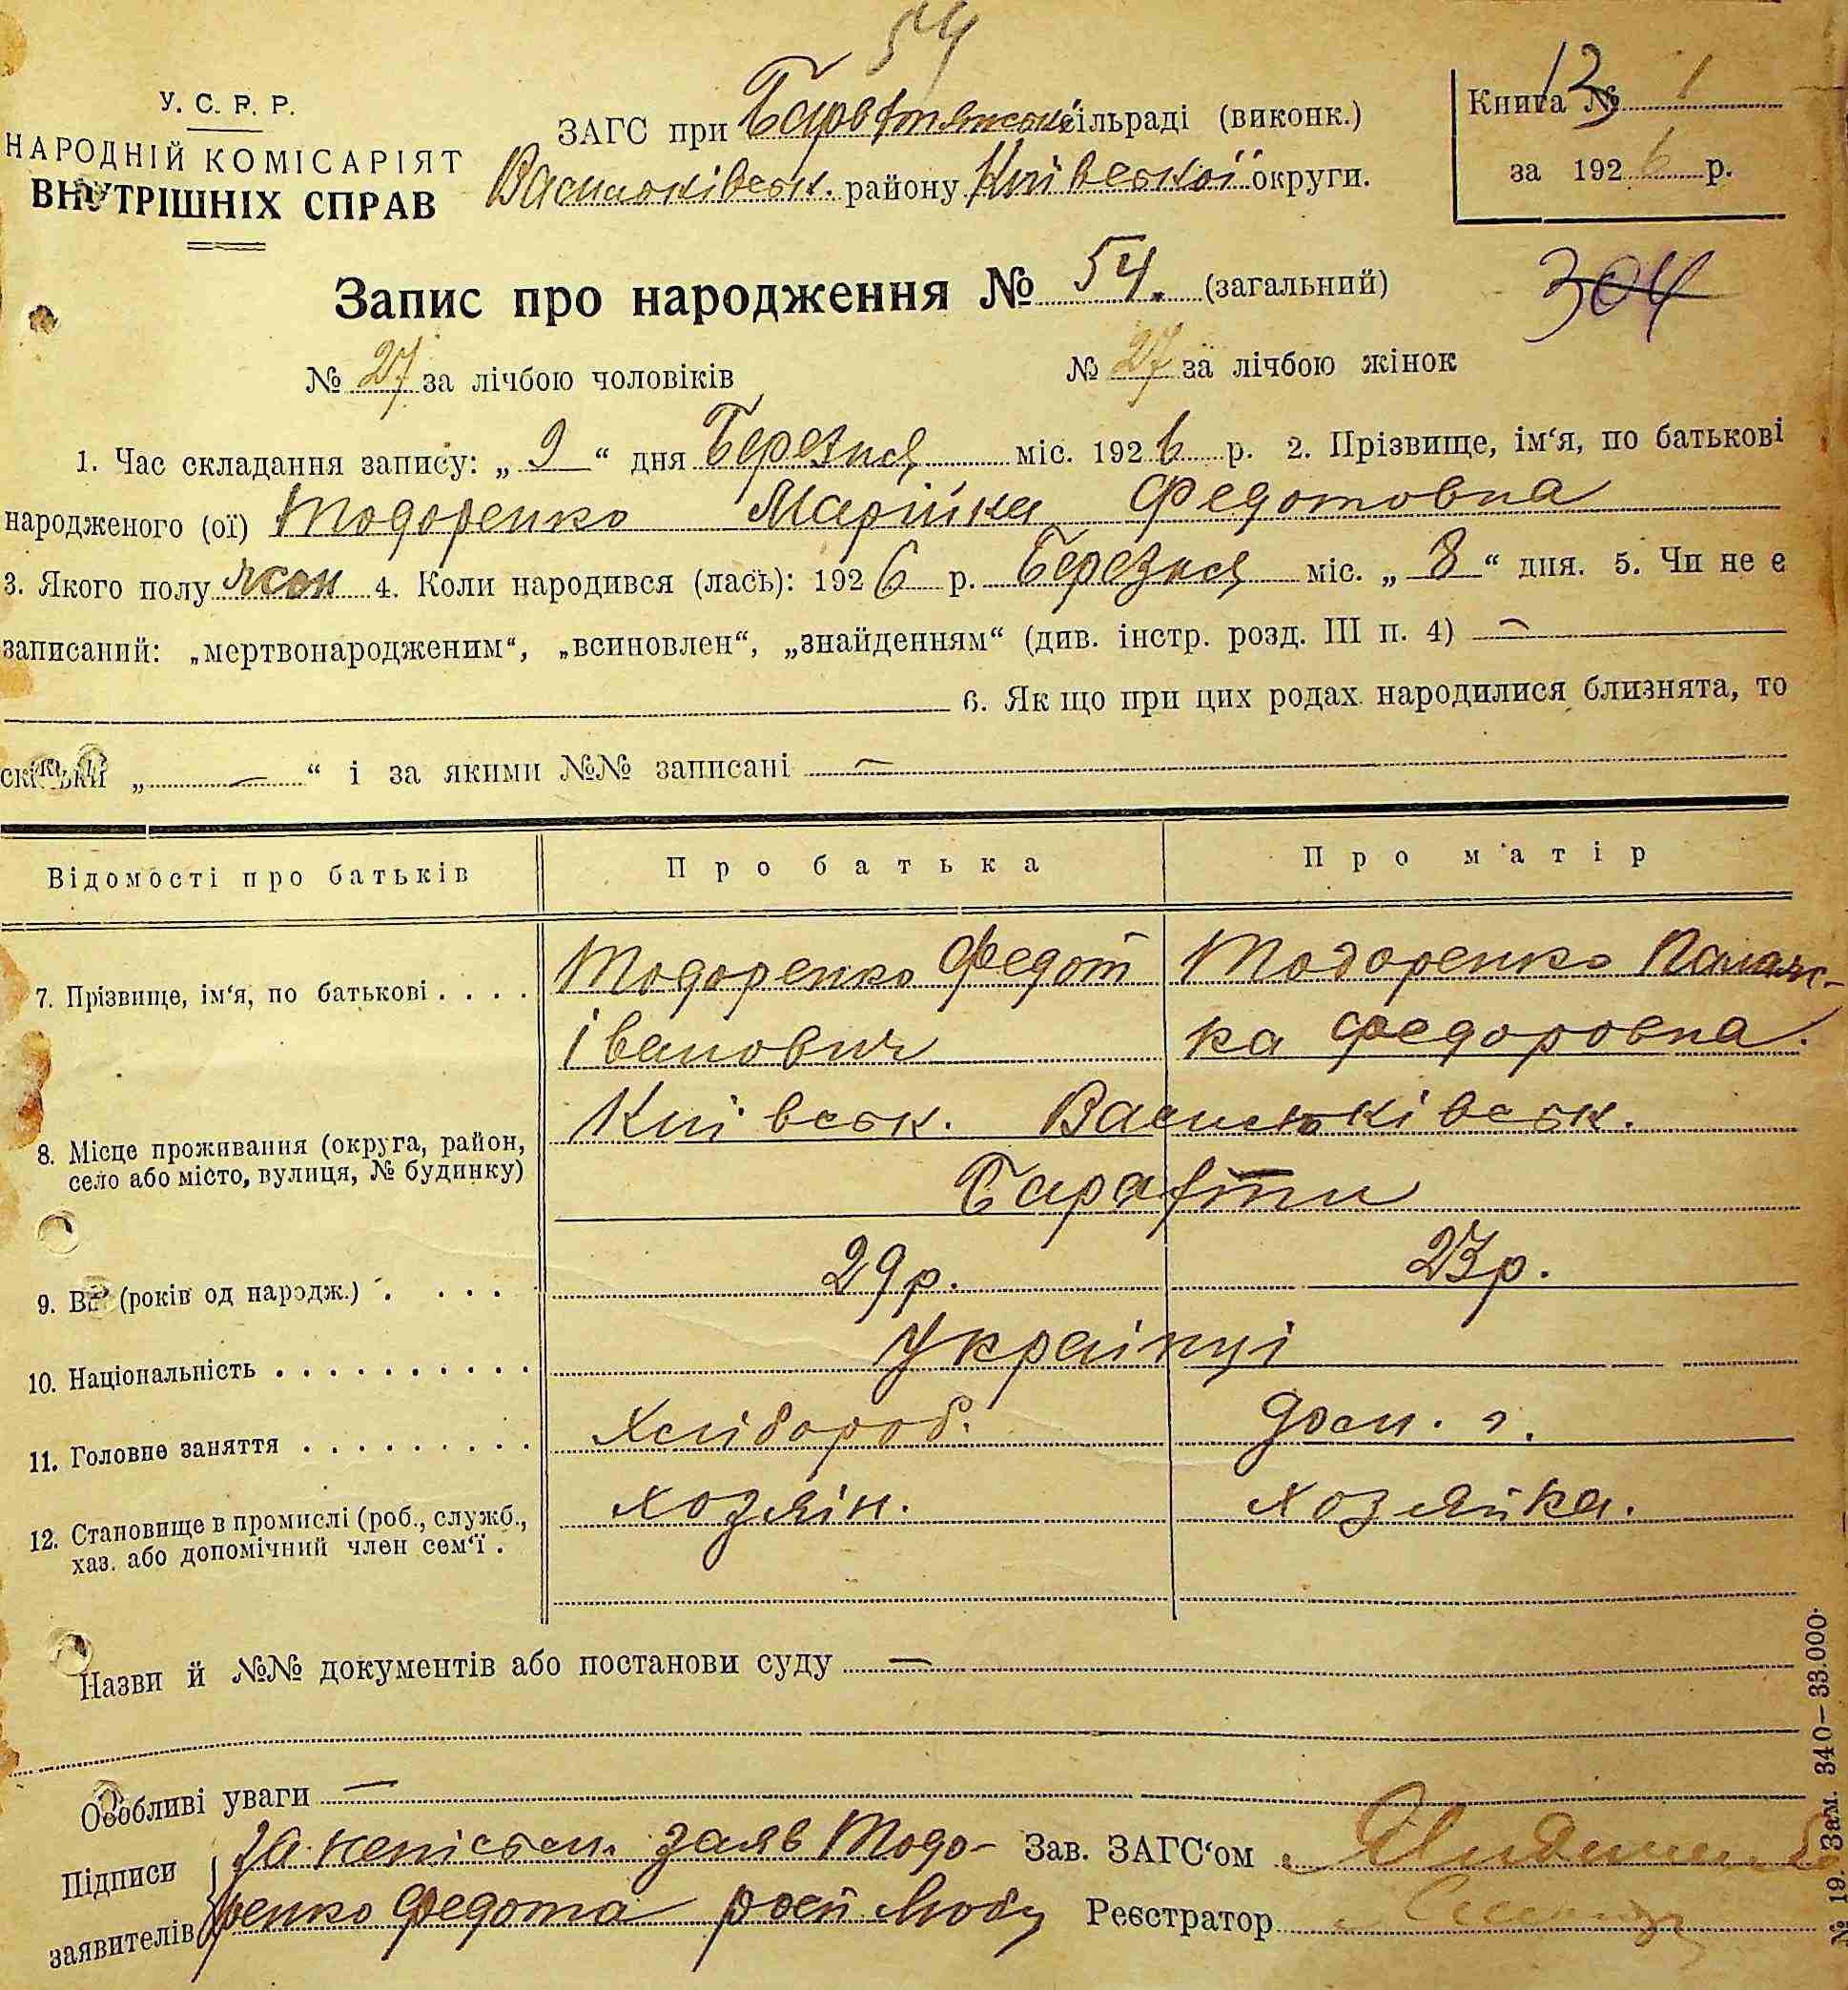 54
У. С. Р. Р.
НАРОДНІЙ КОМІСАРІЯТ
ВНУТРІШНІХ СПРАВ
ЗАГС при сільраді (виконк.)
Васильківськ. району Київської округи.
Книга № 1
13
за 1926 р.
Запис про народження № 54. (загальний)
304
№ 27 за лічбою чоловіків № 27 за лічбою жінок
1. Час складання запису: „ 9 “ дня Березня міс. 1926 р. 2. Прізвище, ім‘я, по батькові
народженого (ої) Тодоренко Марійка Федотовна
3. Якого полу жон 4. Коли народився (лась): 1926 р. Березня міс. „ 8 “ дня. 5. Чи не є
записаний: „мертвонародженим“, „всиновлен“, „знайденням“ (див. інстр. розд. III п. 4) —
6. Як що при цих родах народилися близнята, то
скільки „ — “ і за якими №№ записані —
Відомості про батьків Про батька Про матір
7. Прізвище, ім‘я, по батькові . . . . Тодоренко Федот Тодоренко Палаж-
Іванович ка Федоровна.
8. Місце проживання (округа, район, Київськ. Васильківськ.
село або місто, вулиця, № будинку) Барахти
9. Вік (років од народж.) . . . . 29 р. 23 р.
10. Національність . . . . . . . . . . Українці
11. Головне заняття . . . . . . . . . Хлібороб. дом. г.
12. Становище в промислі (роб., служб., хозяїн. хозяйка.
хаз. або допомічний член сем‘ї .
Назви й №№ документів або постанови суду —
Особливі уваги —
Підписи За заяв Тодо- Зав. ЗАГС‘ом
заявителів ренко Федота Реєстратор
№ 19. Зам. 340—33.000.